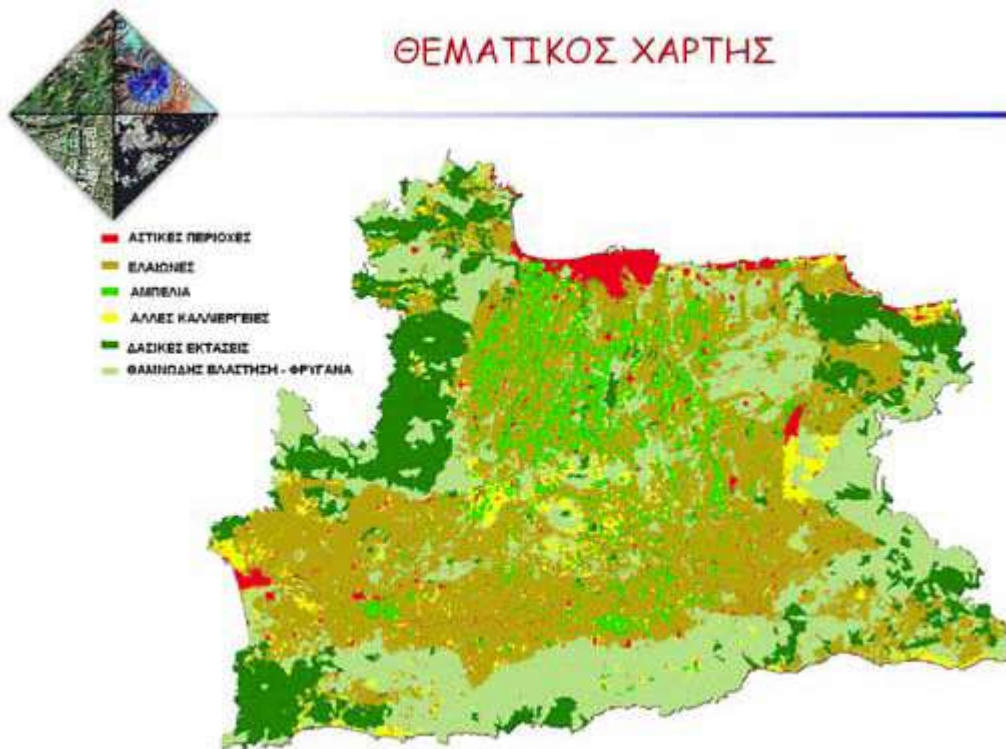 ΘΕΜΑΤΙΚΟΣ ΧΑΡΤΗΣ
ΑΣΤΙΚΕΣ ΠΕΡΙΟΧΕΣ
ΕΛΑΙΩΝΕΣ
ΑΜΠΕΛΙΑ
ΑΛΛΕΣ ΚΑΛΛΙΕΡΓΕΙΕΣ
ΔΑΣΙΚΕΣ ΕΚΤΑΣΕΙΣ
ΘΑΜΝΩΔΗΣ ΒΛΑΣΤΗΣΗ - ΦΡΥΓΑΝΑ